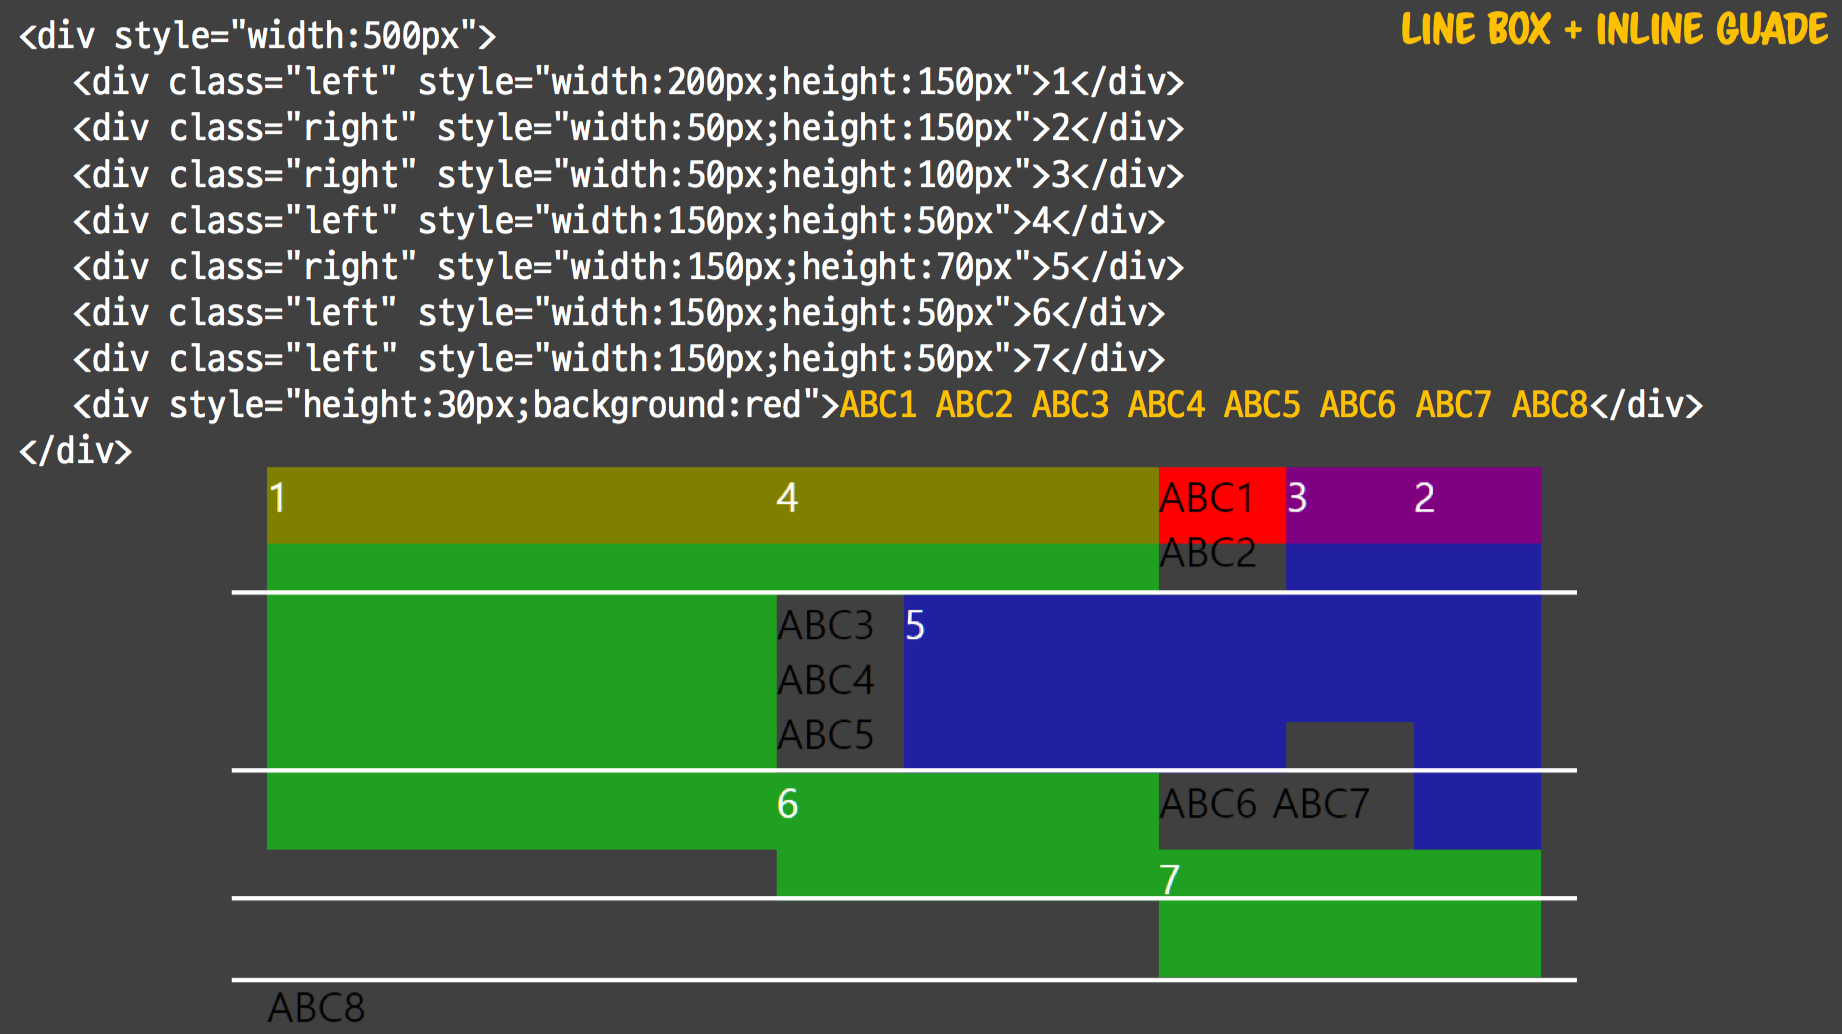 <div style="width:500px"> LINE BOX + INLINE GUADE
<div class="left" style="width:200px;height:150px">1</div>
<div class="right" style="width:50px;height:150px">2</div>
<div class="right" style="width:50px;height:100px">3</div>
<div class="left" style="width:150px;height:50px">4</div>
<div class="right" style="width:150px;height:70px">5</div>
<div class="left" style="width:150px;height:50px">6</div>
<div class="left" style="width:150px;height:50px">7</div>
<div style="height:30px;background:red">ABC1 ABC2 ABC3 ABC4 ABC5 ABC6 ABC7 ABC8</div>
</div>
1 4 ABC1 3 2
ABC2
ABC3 5
ABC4
ABC5
6 ABC6 ABC7
7
ABC8